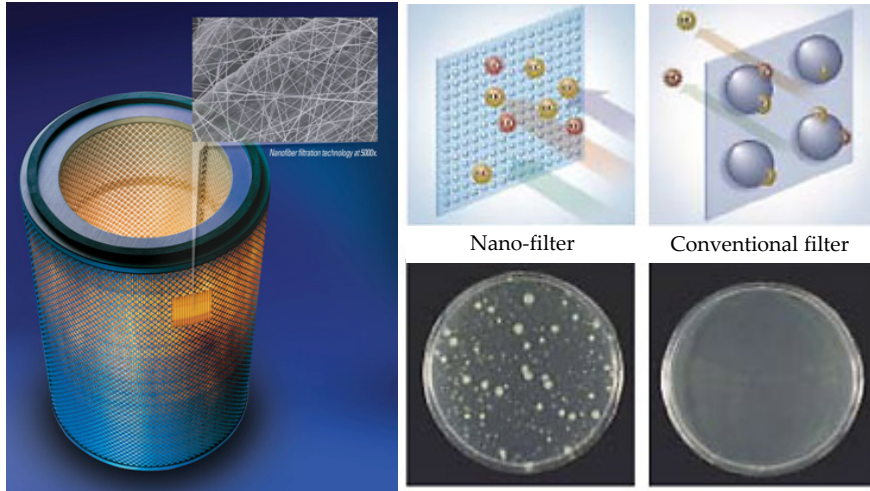 Nanofiber filtration technology at 5000x.
Nano-filter
Conventional filter